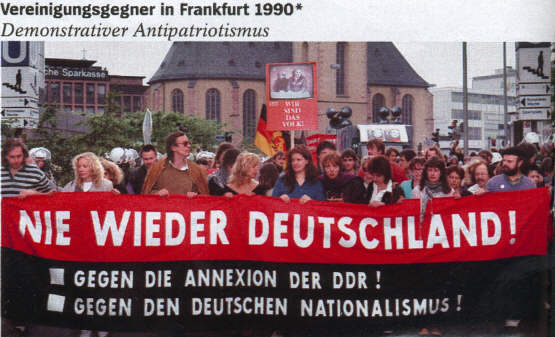 Vereinigungsgegner in Frankfurt 1990*
Demonstrativer Antipatriotismus
U
che Sparkasse
WIR
SIND
DAS
VOLK!
NIE WIEDER DEUTSCHLAND!
GEGEN DIE ANNEXION DER DDR!
GEGEN DEN DEUTSCHEN NATIONALISMUS!